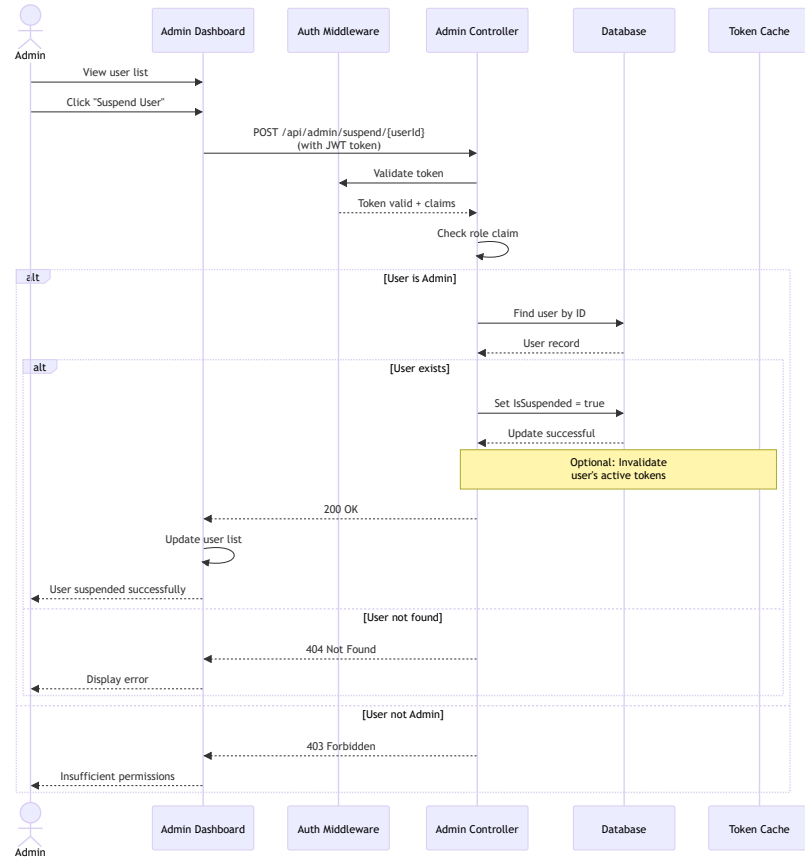 Admin
Admin Dashboard
Auth Middleware
Admin Controller
Database
Token Cache
View user list
Click "Suspend User"
POST /api/admin/suspend/{userId}
(with JWT token)
Validate token
Token valid + claims
Check role claim
alt
[User is Admin]
Find user by ID
User record
alt
[User exists]
Set IsSuspended = true
Update successful
Optional: Invalidate
user's active tokens
200 OK
Update user list
User suspended successfully
[User not found]
404 Not Found
Display error
[User not Admin]
403 Forbidden
Insufficient permissions
Admin
Admin Dashboard
Auth Middleware
Admin Controller
Database
Token Cache